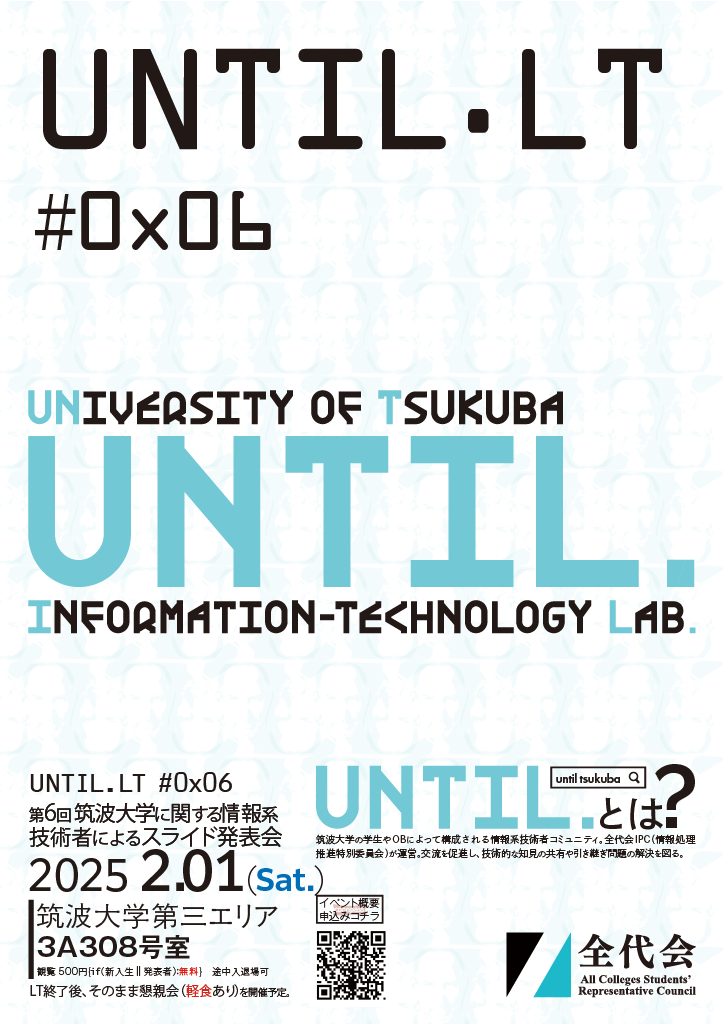 UNTIL.LT
#0x06
UNIVERSITY OF TSUKUBA
UNTIL.
INFORMATION-TECHNOLOGY LAB.
UNTIL.LT #0x06
第6回 筑波大学に関する情報系
技術者によるスライド発表会
2025 2.01(Sat.)
筑波大学第三エリア
3A308号室
観覧 500円{if(新入生 || 発表者):無料} 途中入退場可
LT終了後、そのまま懇親会(軽食あり)を開催予定。
until tsukuba
UNTIL.とは?
筑波大学の学生やOBによって構成される情報系技術者コミュニティ。全代会IPC(情報処理
推進特別委員会)が運営。交流を促進し、技術的な知見の共有や引き継ぎ問題の解決を図る。
イベント概要
申込みコチラ
全代会
All Colleges Students'
Representative Council